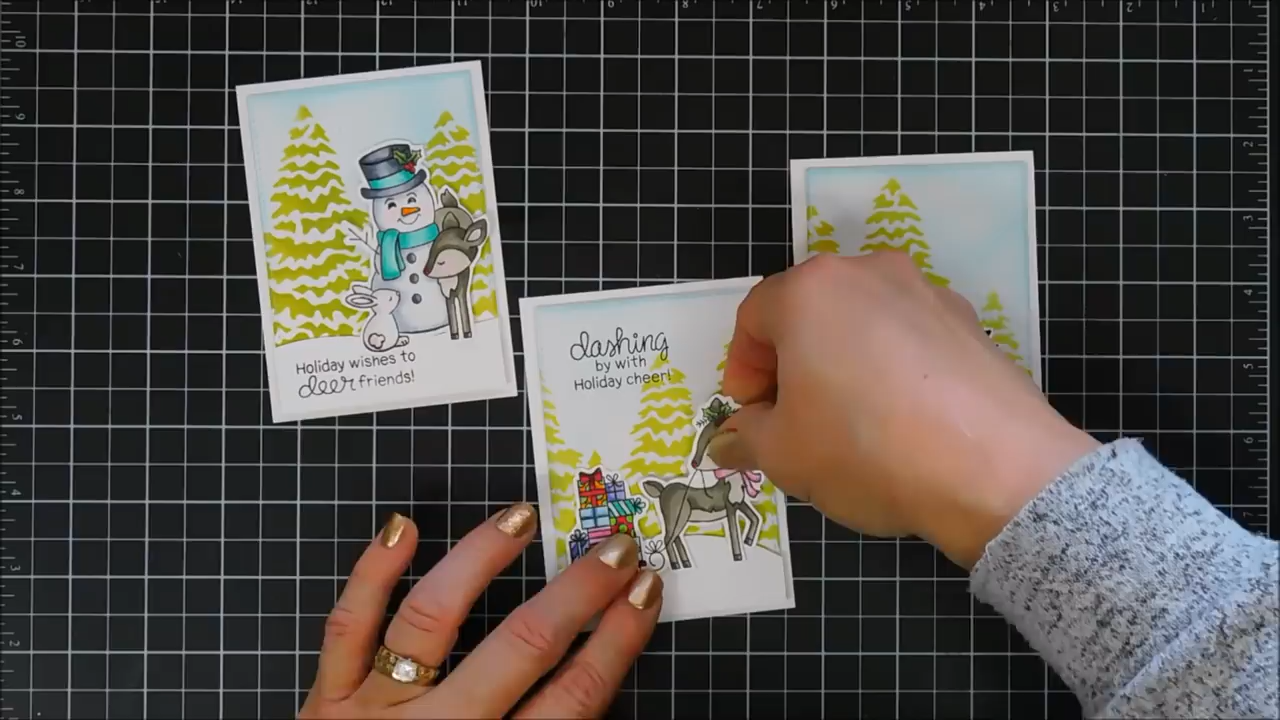 Holiday wishes to
deer friends!
dashing
by with
Holiday cheer!